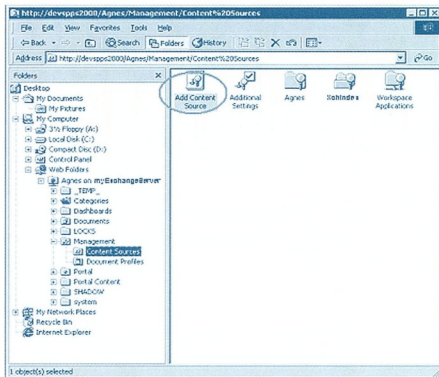 http://devspps2000/Agnes/Management/Content%20Sources
File Edit View Favorites Tools Help
Back Search Folders History
Address http://devspps2000/Agnes/Management/Content%20Sources Go
Folders
Desktop
My Documents
My Pictures
My Computer
3½ Floppy (A:)
Local Disk (C:)
Compact Disc (D:)
Control Panel
Web Folders
Agnes on myExchangeServer
_TEMP_
Categories
Dashboards
Documents
LOCKS
Management
Content Sources
Document Profiles
Portal
Portal Content
SHADOW
system
My Network Places
Recycle Bin
Internet Explorer
Add Content Source
Additional Settings
Agnes
Workspace Applications
1 object(s) selected